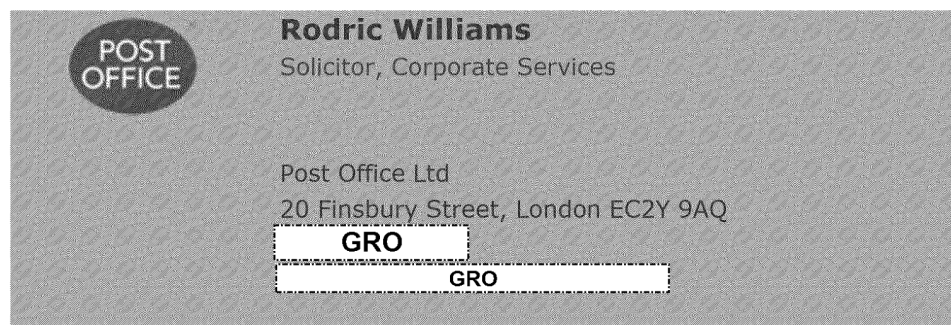 POST
OFFICE
Rodric Williams
Solicitor, Corporate Services
Post Office Ltd
20 Finsbury Street, London EC2Y 9AQ
GRO
GRO